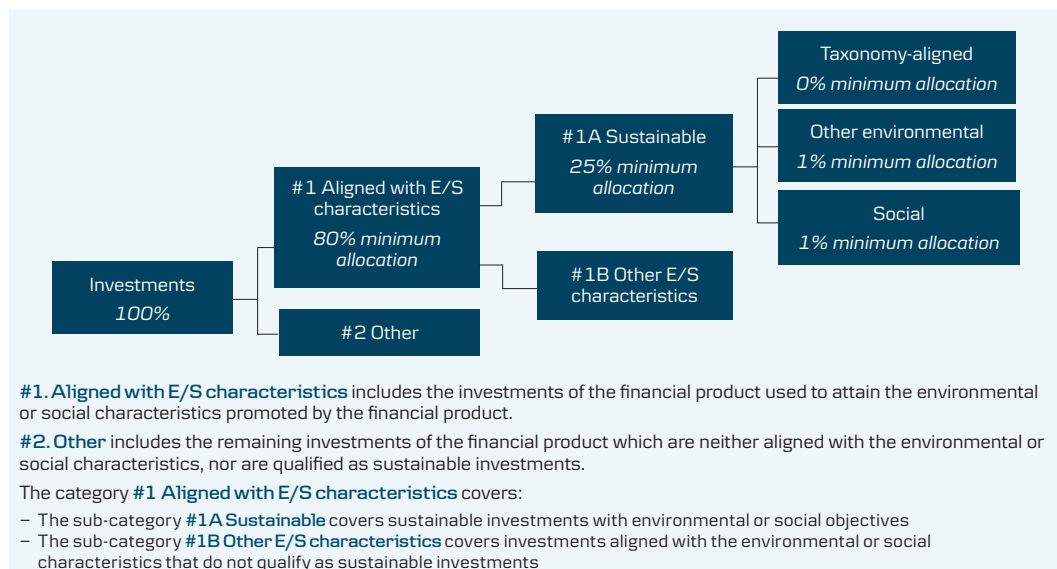 Taxonomy-aligned
0% minimum allocation
#1A Sustainable
25% minimum
allocation
Other environmental
1% minimum allocation
#1 Aligned with E/S
characteristics
80% minimum
allocation
Social
1% minimum allocation
Investments
100%
#1B Other E/S
characteristics
#2 Other
#1. Aligned with E/S characteristics includes the investments of the financial product used to attain the environmental
or social characteristics promoted by the financial product.
#2. Other includes the remaining investments of the financial product which are neither aligned with the environmental or
social characteristics, nor are qualified as sustainable investments.
The category #1 Aligned with E/S characteristics covers:
– The sub-category #1A Sustainable covers sustainable investments with environmental or social objectives
– The sub-category #1B Other E/S characteristics covers investments aligned with the environmental or social
characteristics that do not qualify as sustainable investments